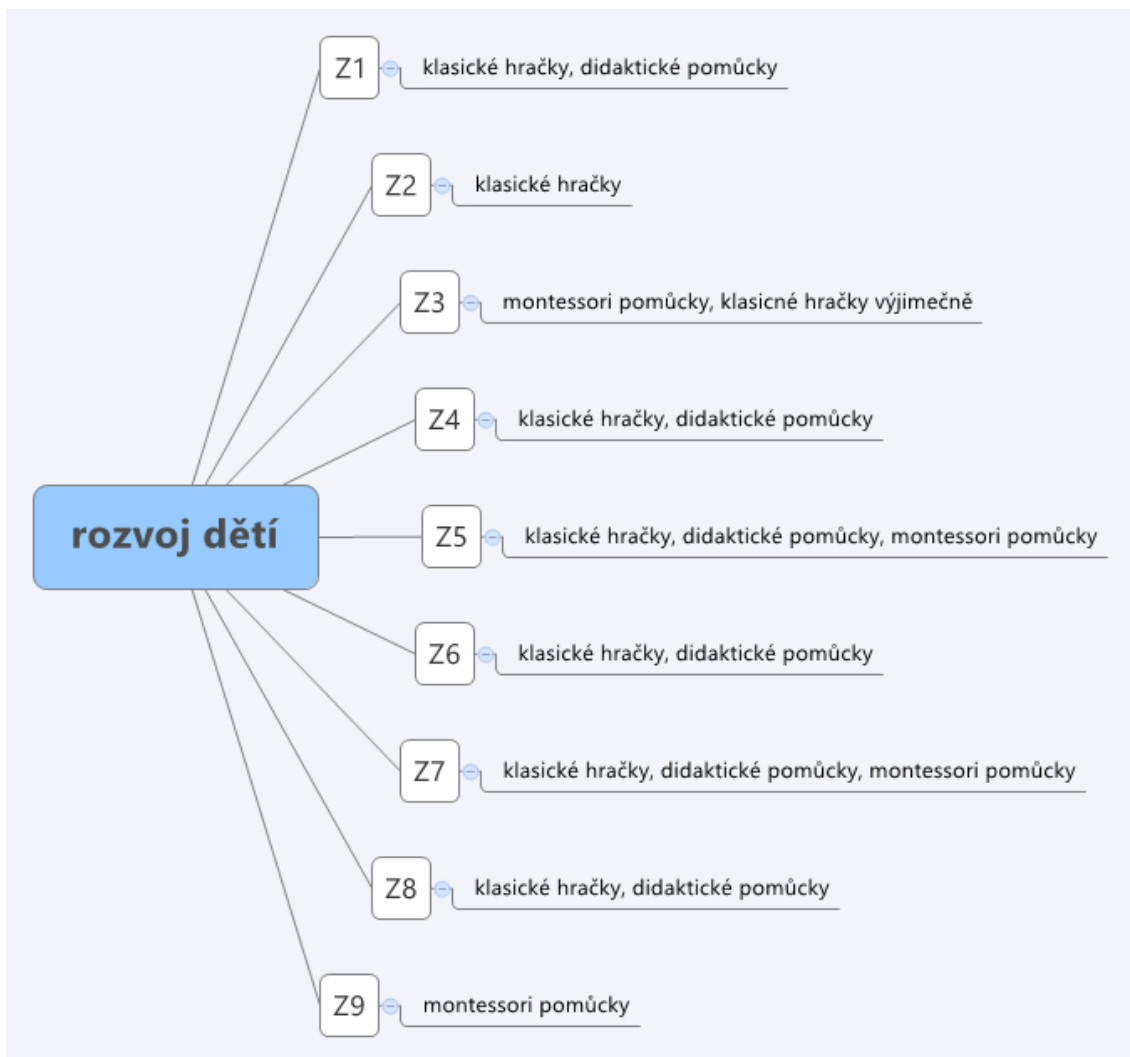 Z1 klasické hračky, didaktické pomůcky
Z2 klasické hračky
Z3 montessori pomůcky, klasicné hračky výjimečně
Z4 klasické hračky, didaktické pomůcky
rozvoj dětí
Z5 klasické hračky, didaktické pomůcky, montessori pomůcky
Z6 klasické hračky, didaktické pomůcky
Z7 klasické hračky, didaktické pomůcky, montessori pomůcky
Z8 klasické hračky, didaktické pomůcky
Z9 montessori pomůcky